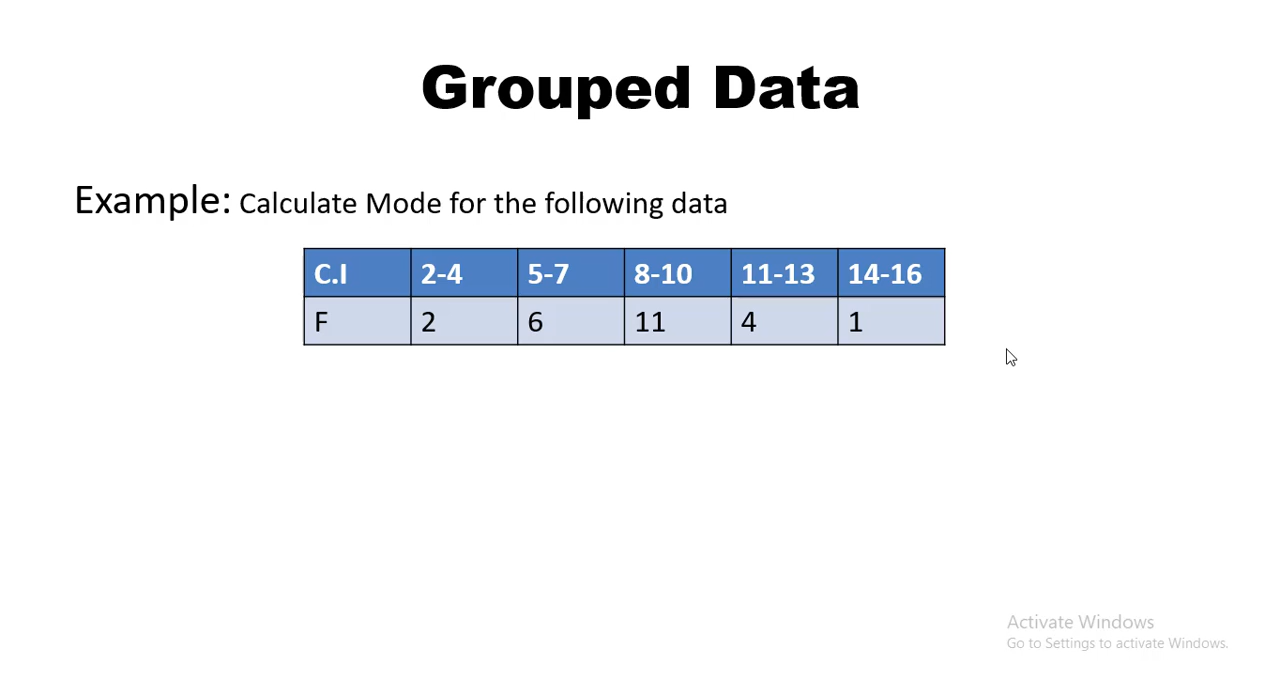 Grouped Data
Example: Calculate Mode for the following data
C.I 2-4 5-7 8-10 11-13 14-16
F 2 6 11 4 1
Activate Windows
Go to Settings to activate Windows.